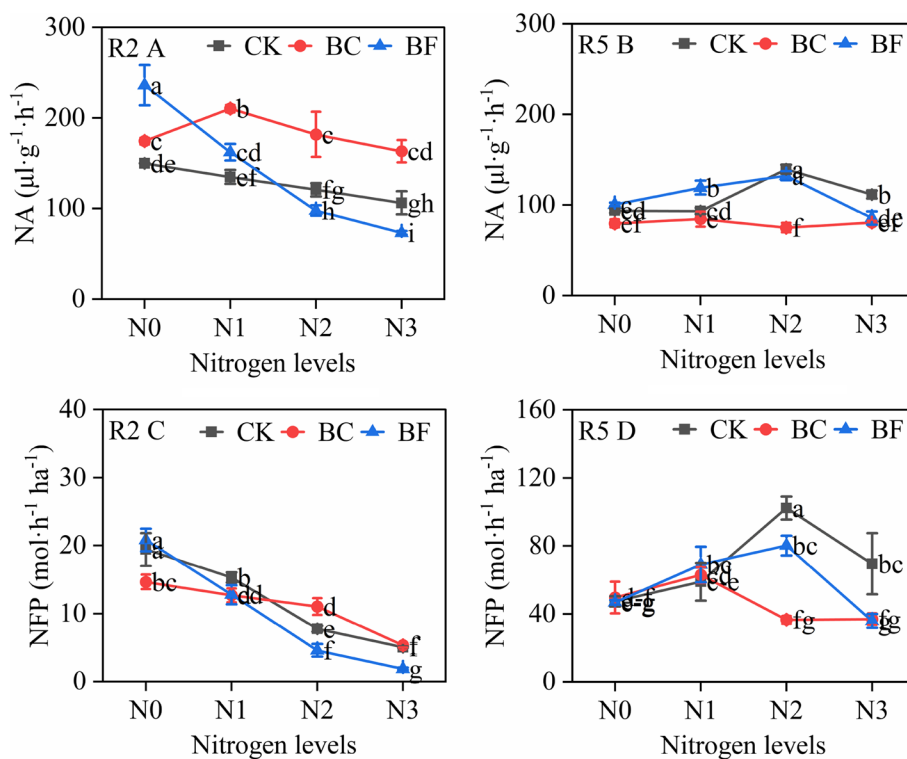 R2 A CK BC BF
NA (μl·g⁻¹·h⁻¹)
300
200
100
0
a
c
de
b
cd
ef
c
fg
h
cd
gh
i
N0 N1 N2 N3
Nitrogen levels
R5 B CK BC BF
NA (μl·g⁻¹·h⁻¹)
300
200
100
0
cd
ef
b
cd
c
a
a
f
b
de
ef
N0 N1 N2 N3
Nitrogen levels
R2 C CK BC BF
NFP (mol·h⁻¹ ha⁻¹)
40
30
20
10
0
a
a
bc
b
d
d
d
e
f
f
f
g
N0 N1 N2 N3
Nitrogen levels
R5 D CK BC BF
NFP (mol·h⁻¹ ha⁻¹)
160
120
80
40
0
e-g
bc
cd
c-e
a
bc
fg
bc
fg
g
N0 N1 N2 N3
Nitrogen levels